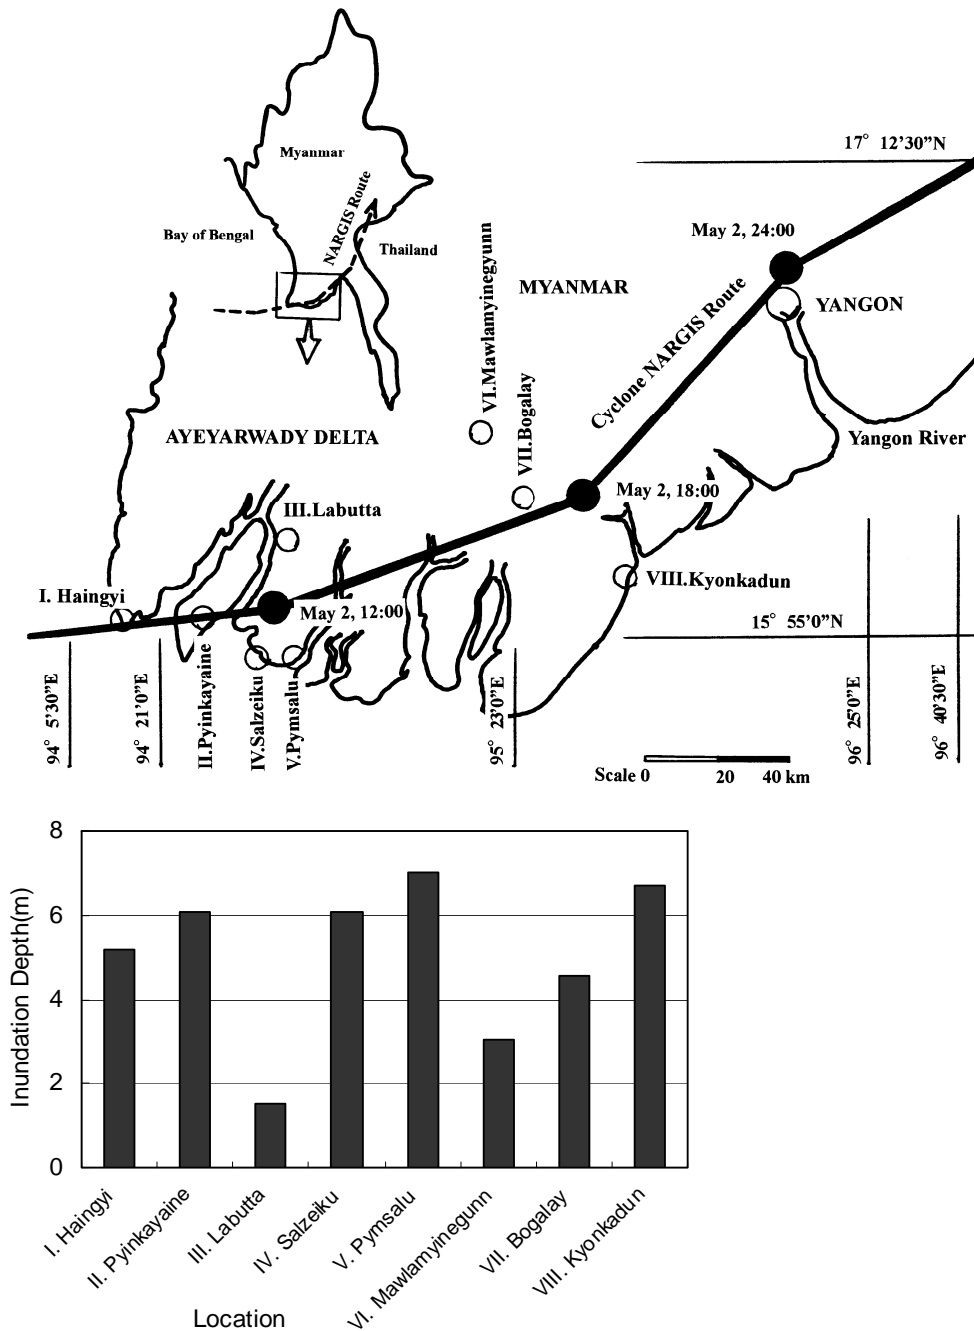 Myanmar
NARGIS Route
Bay of Bengal
Thailand
17° 12'30"N
May 2, 24:00
MYANMAR
YANGON
Cyclone NARGIS Route
VI.Mawlamyinegyunn
VII.Bogalay
AYEYARWADY DELTA
Yangon River
III.Labutta
May 2, 18:00
I. Haingyi
VIII.Kyonkadun
May 2, 12:00
15° 55'0"N
94° 5'30"E
94° 21'0"E
II.Pyinkayaine
IV.Salzeiku
V.Pymsalu
95° 23'0"E
96° 25'0"E
96° 40'30"E
Scale 0 20 40 km
Inundation Depth(m)
8
6
4
2
0
I. Haingyi
II. Pyinkayaine
III. Labutta
IV. Salzeiku
V. Pymsalu
VI. Mawlamyinegunn
VII. Bogalay
VIII. Kyonkadun
Location